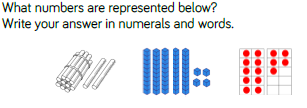 What numbers are represented below?
Write your answer in numerals and words.